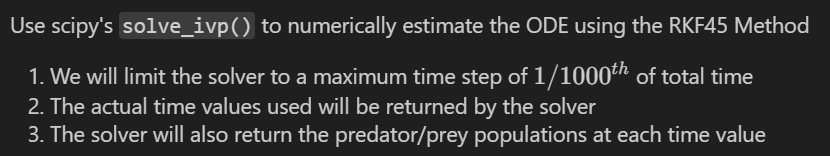 Use scipy's solve_ivp() to numerically estimate the ODE using the RKF45 Method
1. We will limit the solver to a maximum time step of 1/1000^{th} of total time
2. The actual time values used will be returned by the solver
3. The solver will also return the predator/prey populations at each time value